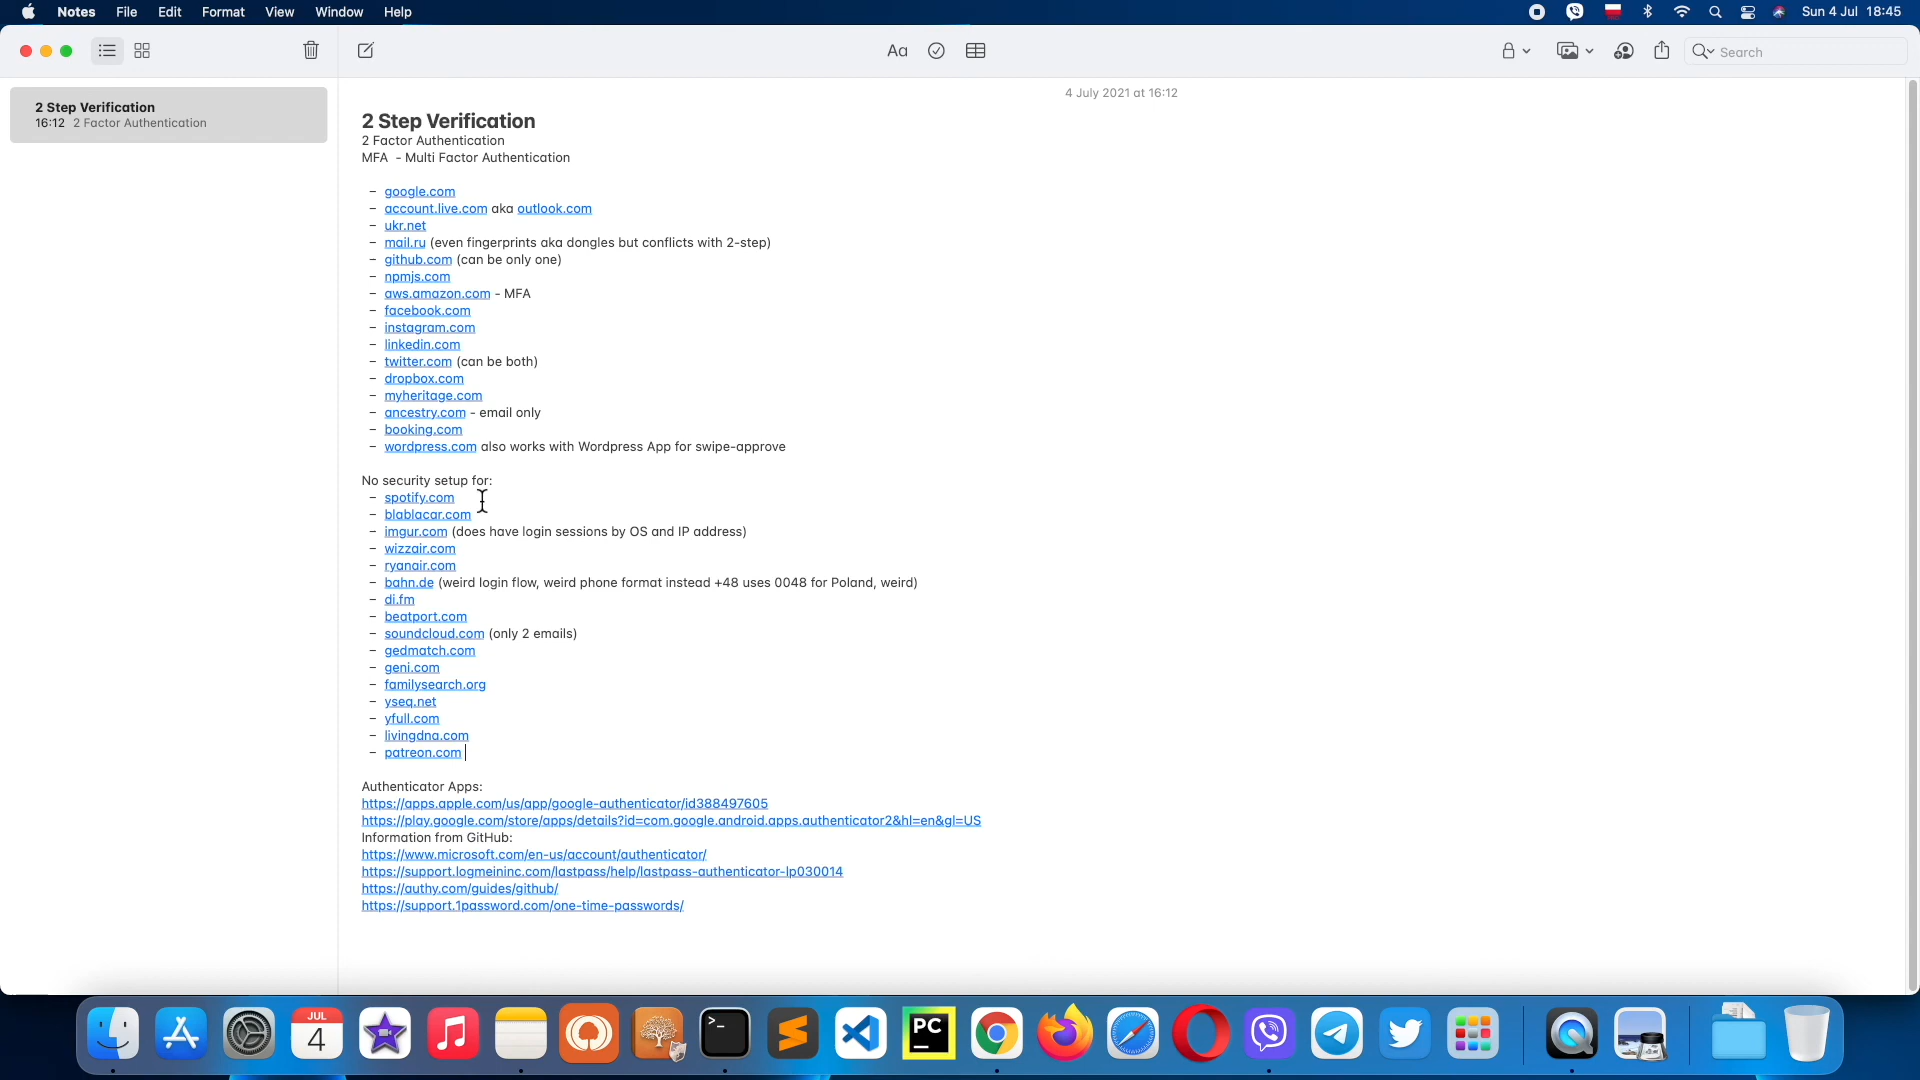 Notes File Edit Format View Window Help Sun 4 Jul 18:45
Aa Search
2 Step Verification
16:12 2 Factor Authentication
4 July 2021 at 16:12
2 Step Verification
2 Factor Authentication
MFA - Multi Factor Authentication
- google.com
- account.live.com aka outlook.com
- ukr.net
- mail.ru (even fingerprints aka dongles but conflicts with 2-step)
- github.com (can be only one)
- npmjs.com
- aws.amazon.com - MFA
- facebook.com
- instagram.com
- linkedin.com
- twitter.com (can be both)
- dropbox.com
- myheritage.com
- ancestry.com - email only
- booking.com
- wordpress.com also works with Wordpress App for swipe-approve
No security setup for:
- spotify.com
- blablacar.com
- imgur.com (does have login sessions by OS and IP address)
- wizzair.com
- ryanair.com
- bahn.de (weird login flow, weird phone format instead +48 uses 0048 for Poland, weird)
- di.fm
- beatport.com
- soundcloud.com (only 2 emails)
- gedmatch.com
- geni.com
- familysearch.org
- yseq.net
- yfull.com
- livingdna.com
- patreon.com
Authenticator Apps:
https://apps.apple.com/us/app/google-authenticator/id388497605
https://play.google.com/store/apps/details?id=com.google.android.apps.authenticator2&hl=en&gl=US
Information from GitHub:
https://www.microsoft.com/en-us/account/authenticator/
https://support.logmeininc.com/lastpass/help/lastpass-authenticator-lp030014
https://authy.com/guides/github/
https://support.1password.com/one-time-passwords/
JUL
4
PC